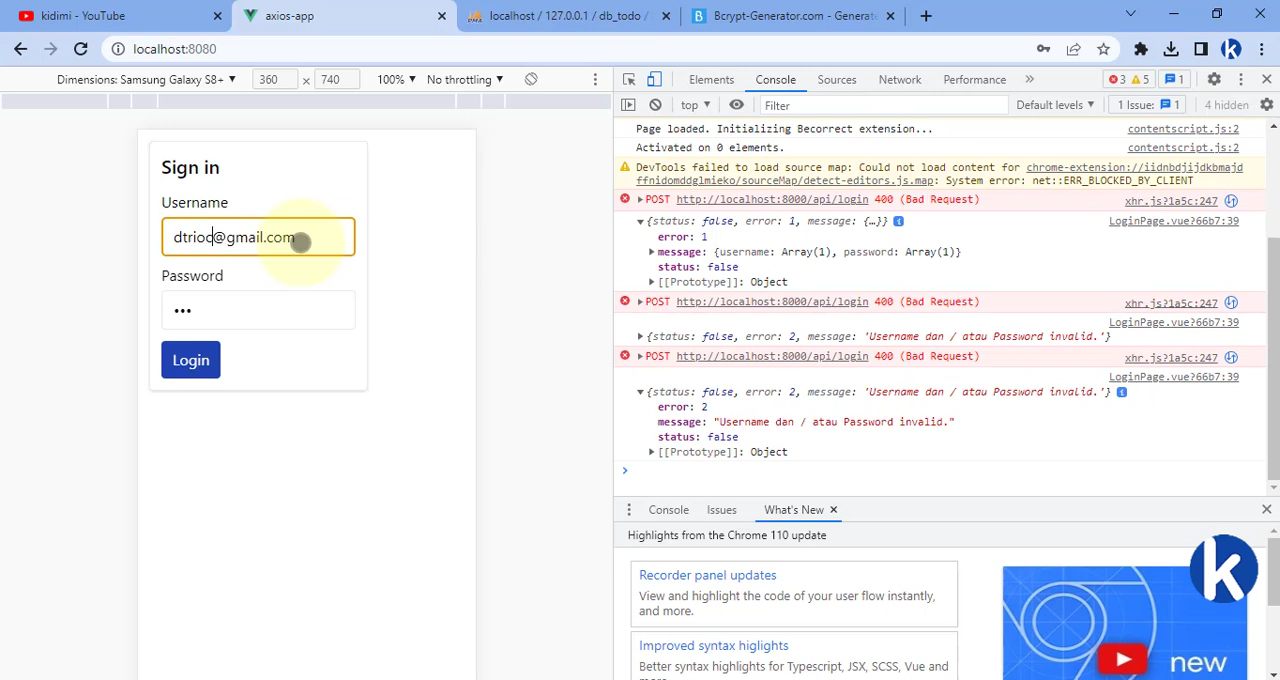 kidimi - YouTube
axios-app
localhost / 127.0.0.1 / db_todo /
Bcrypt-Generator.com - Generate
localhost:8080
Dimensions: Samsung Galaxy S8+ ▼ 360 × 740 100% ▼ No throttling ▼
Elements Console Sources Network Performance » 3 5 1
top ▼ Filter Default levels ▼ 1 Issue: 1 4 hidden
Sign in
Username
dtrioc@gmail.com
Password
•••
Login
Page loaded. Initializing Becorrect extension... contentscript.js:2
Activated on 0 elements. contentscript.js:2
DevTools failed to load source map: Could not load content for chrome-extension://iidnbdjijdkbmajd
ffnidomddglmieko/sourceMap/detect-editors.js.map: System error: net::ERR_BLOCKED_BY_CLIENT
POST http://localhost:8000/api/login 400 (Bad Request) xhr.js?1a5c:247
{status: false, error: 1, message: {…}} LoginPage.vue?66b7:39
error: 1
message: {username: Array(1), password: Array(1)}
status: false
[[Prototype]]: Object
POST http://localhost:8000/api/login 400 (Bad Request) xhr.js?1a5c:247
LoginPage.vue?66b7:39
{status: false, error: 2, message: 'Username dan / atau Password invalid.'}
POST http://localhost:8000/api/login 400 (Bad Request) xhr.js?1a5c:247
LoginPage.vue?66b7:39
{status: false, error: 2, message: 'Username dan / atau Password invalid.'}
error: 2
message: "Username dan / atau Password invalid."
status: false
[[Prototype]]: Object
Console Issues What's New
Highlights from the Chrome 110 update
Recorder panel updates
View and highlight the code of your user flow instantly,
and more.
Improved syntax higlights
Better syntax highlights for Typescript, JSX, SCSS, Vue and
new
k